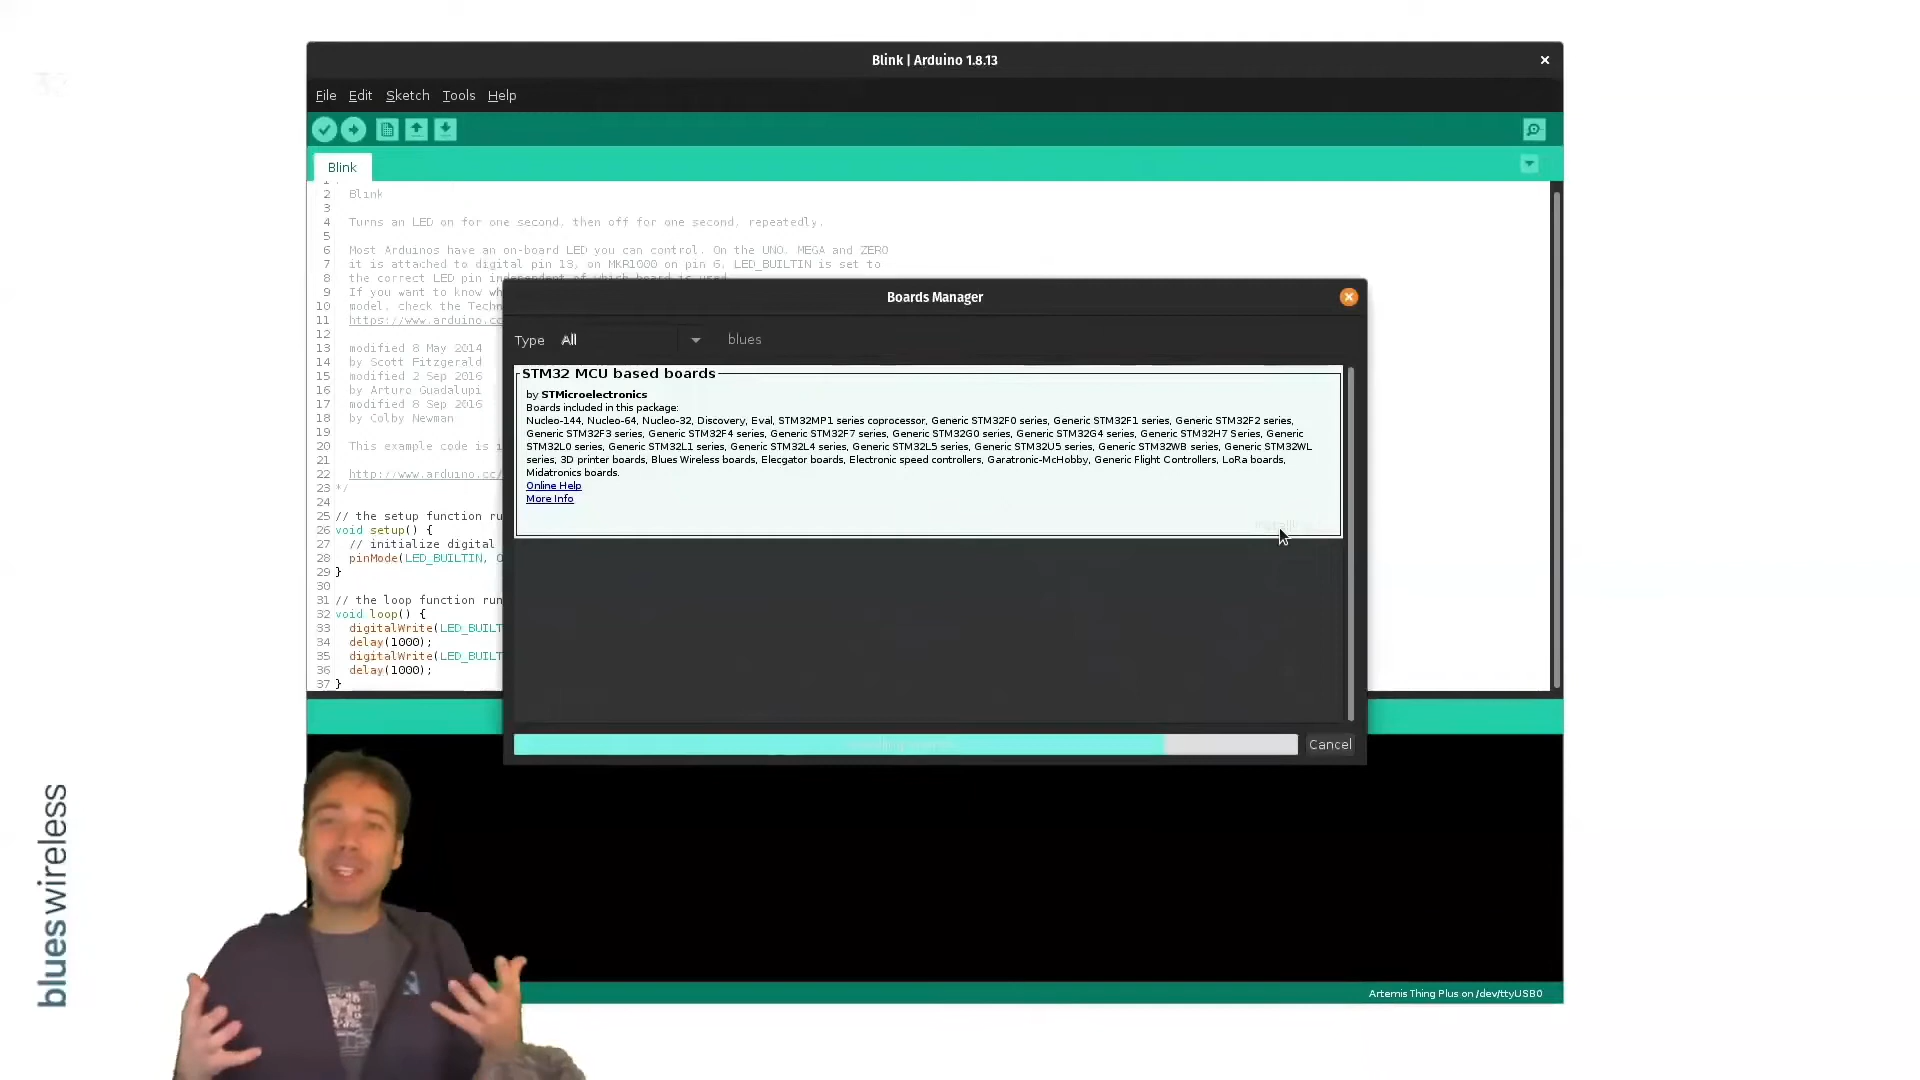 Blink | Arduino 1.8.13
×
File Edit Sketch Tools Help
Blink
2 Blink
3
4 Turns an LED on for one second, then off for one second, repeatedly.
5
6 Most Arduinos have an on-board LED you can control. On the UNO, MEGA and ZERO
7 it is attached to digital pin 13, on MKR1000 on pin 6. LED_BUILTIN is set to
8 the correct LED pin independent of which board is used.
9 If you want to know wh
10 model, check the Techn
11 https://www.arduino.cc
12
13 modified 8 May 2014
14 by Scott Fitzgerald
15 modified 2 Sep 2016
16 by Arturo Guadalupi
17 modified 8 Sep 2016
18 by Colby Newman
19
20 This example code is i
21
22 http://www.arduino.cc/
23 */
24
25 // the setup function ru
26 void setup() {
27 // initialize digital
28 pinMode(LED_BUILTIN, O
29 }
30
31 // the loop function run
32 void loop() {
33 digitalWrite(LED_BUILT
34 delay(1000);
35 digitalWrite(LED_BUILT
36 delay(1000);
37 }
Boards Manager
Type All blues
STM32 MCU based boards
by STMicroelectronics
Boards included in this package:
Nucleo-144, Nucleo-64, Nucleo-32, Discovery, Eval, STM32MP1 series coprocessor, Generic STM32F0 series, Generic STM32F1 series, Generic STM32F2 series,
Generic STM32F3 series, Generic STM32F4 series, Generic STM32F7 series, Generic STM32G0 series, Generic STM32G4 series, Generic STM32H7 Series, Generic
STM32L0 series, Generic STM32L1 series, Generic STM32L4 series, Generic STM32L5 series, Generic STM32U5 series, Generic STM32WB series, Generic STM32WL
series, 3D printer boards, Blues Wireless boards, Elecgator boards, Electronic speed controllers, Garatronic-McHobby, Generic Flight Controllers, LoRa boards,
Midatronics boards.
Online Help
More Info
Install
Cancel
Artemis Thing Plus on /dev/ttyUSB0
blues wireless